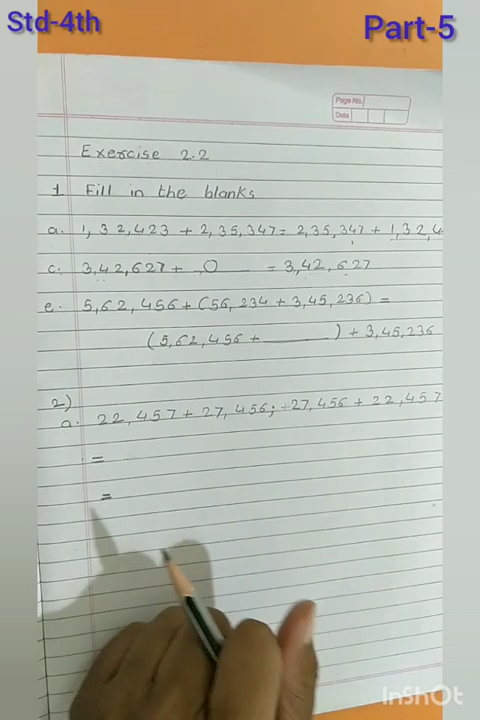 Std-4th
Part-5
Page No.
Date
Exercise 2.2
1 Fill in the blanks
a. 1,32,423 + 2,35,347 = 2,35,347 + 1,32,4
c. 3,42,627 + 0 = 3,42,627
e. 5,62,456 + (56,234 + 3,45,236) =
(5,62,456 + ______ ) + 3,45,236
2)
a. 22,457 + 27,456; 27,456 + 22,457
=
=
InShOt